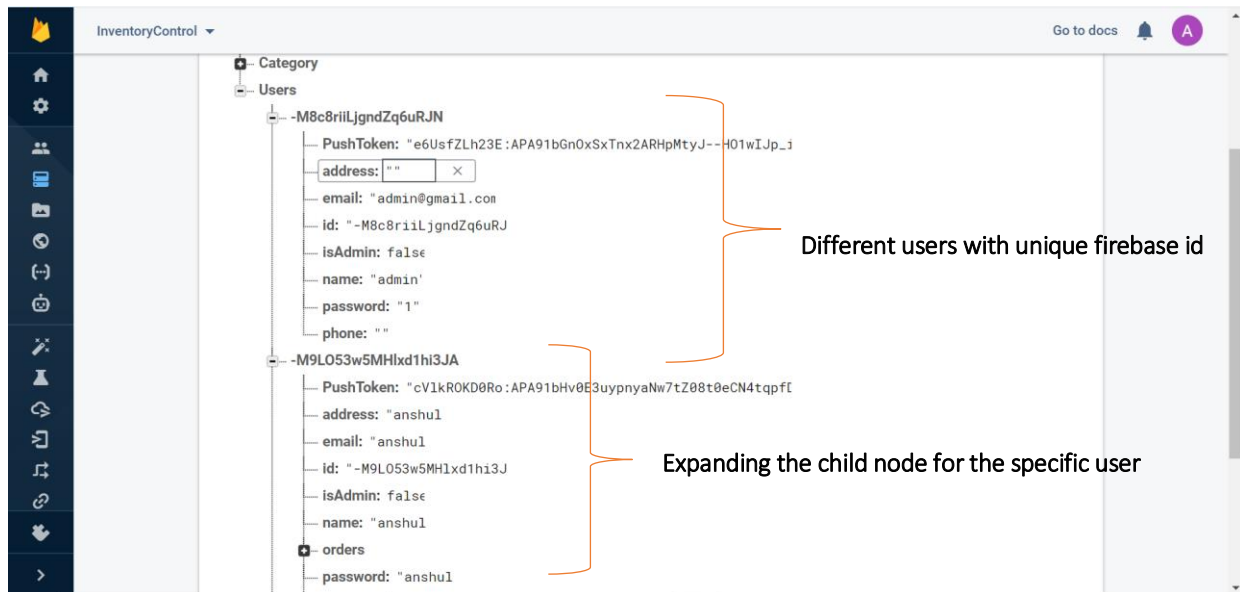 InventoryControl
Go to docs
A
Category
Users
-M8c8riiLjgndZq6uRJN
PushToken: "e6UsfZLh23E:APA91bGnOxSxTnx2ARHpMtyJ--HO1wIJp_i
address: ""
email: "admin@gmail.com
id: "-M8c8riiLjgndZq6uRJ
isAdmin: false
name: "admin'
password: "1"
phone: ""
Different users with unique firebase id
-M9LO53w5MHlxd1hi3JA
PushToken: "cVlkROKD0Ro:APA91bHv0E3uypnyaNw7tZ08t0eCN4tqpfD
address: "anshul
email: "anshul
id: "-M9LO53w5MHlxd1hi3J
Expanding the child node for the specific user
isAdmin: false
name: "anshul
orders
password: "anshul